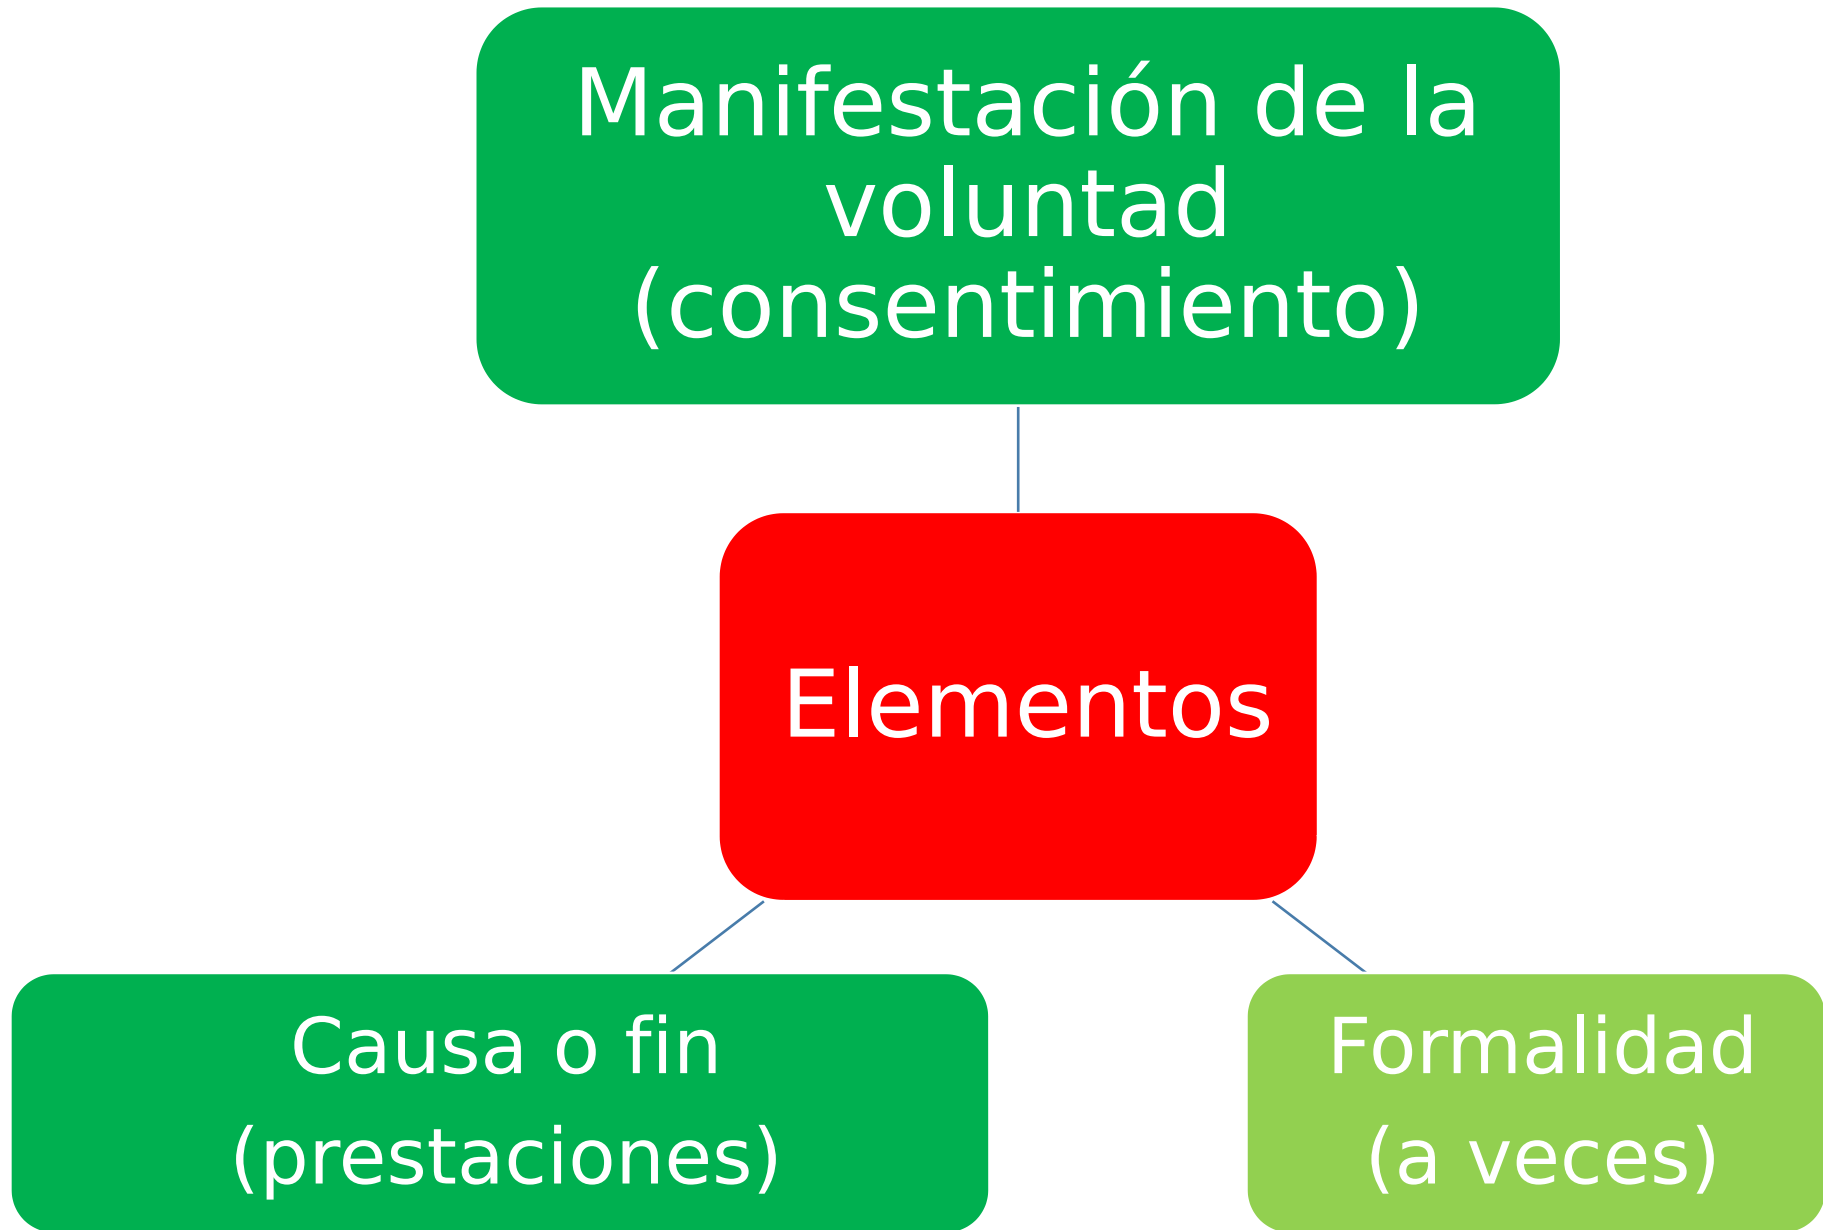 Manifestación de la
voluntad
(consentimiento)
Elementos
Causa o fin
(prestaciones)
Formalidad
(a veces)